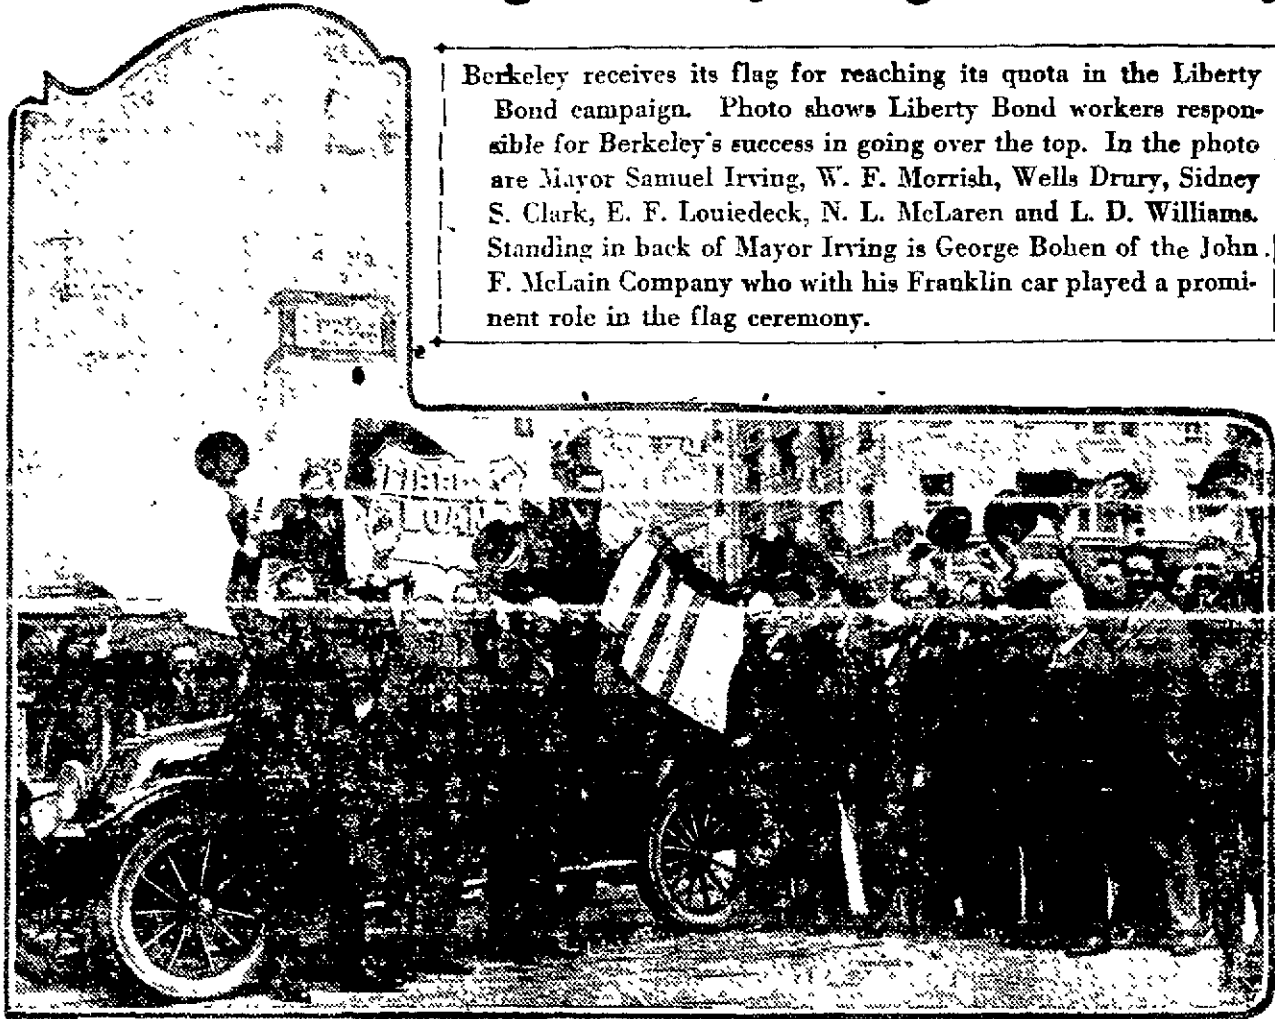 Berkeley receives its flag for reaching its quota in the Liberty
Bond campaign. Photo shows Liberty Bond workers respon-
sible for Berkeley's success in going over the top. In the photo
are Mayor Samuel Irving, W. F. Morrish, Wells Drury, Sidney
S. Clark, E. F. Louiedeck, N. L. McLaren and L. D. Williams.
Standing in back of Mayor Irving is George Bohen of the John
F. McLain Company who with his Franklin car played a promi-
nent role in the flag ceremony.